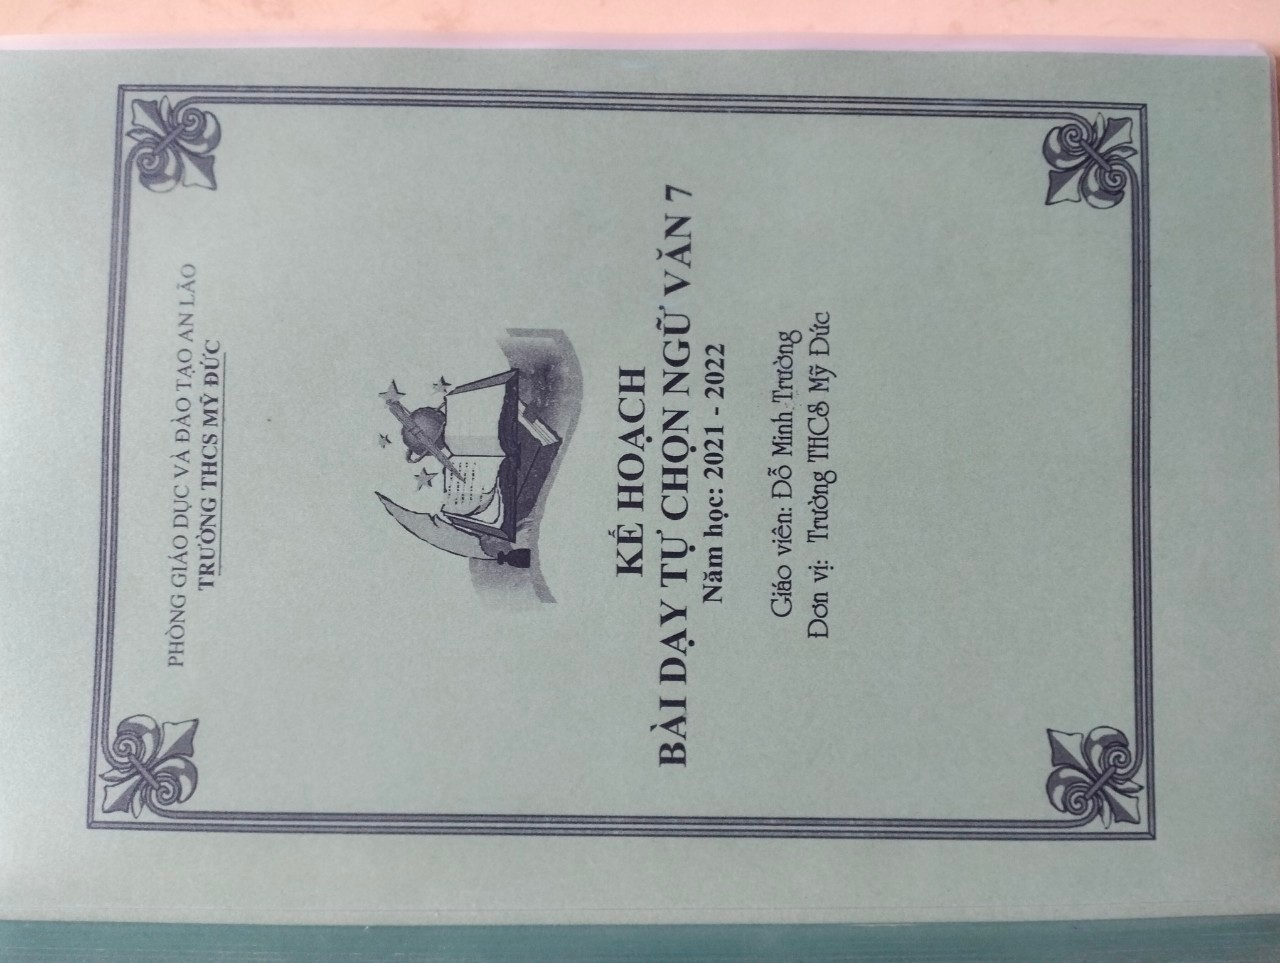 PHÒNG GIÁO DỤC VÀ ĐÀO TẠO AN LÃO
TRƯỜNG THCS MỸ ĐỨC
KẾ HOẠCH
BÀI DẠY TỰ CHỌN NGỮ VĂN 7
Năm học: 2021 - 2022
Giáo viên: Đỗ Minh Trường
Đơn vị: Trường THCS Mỹ Đức